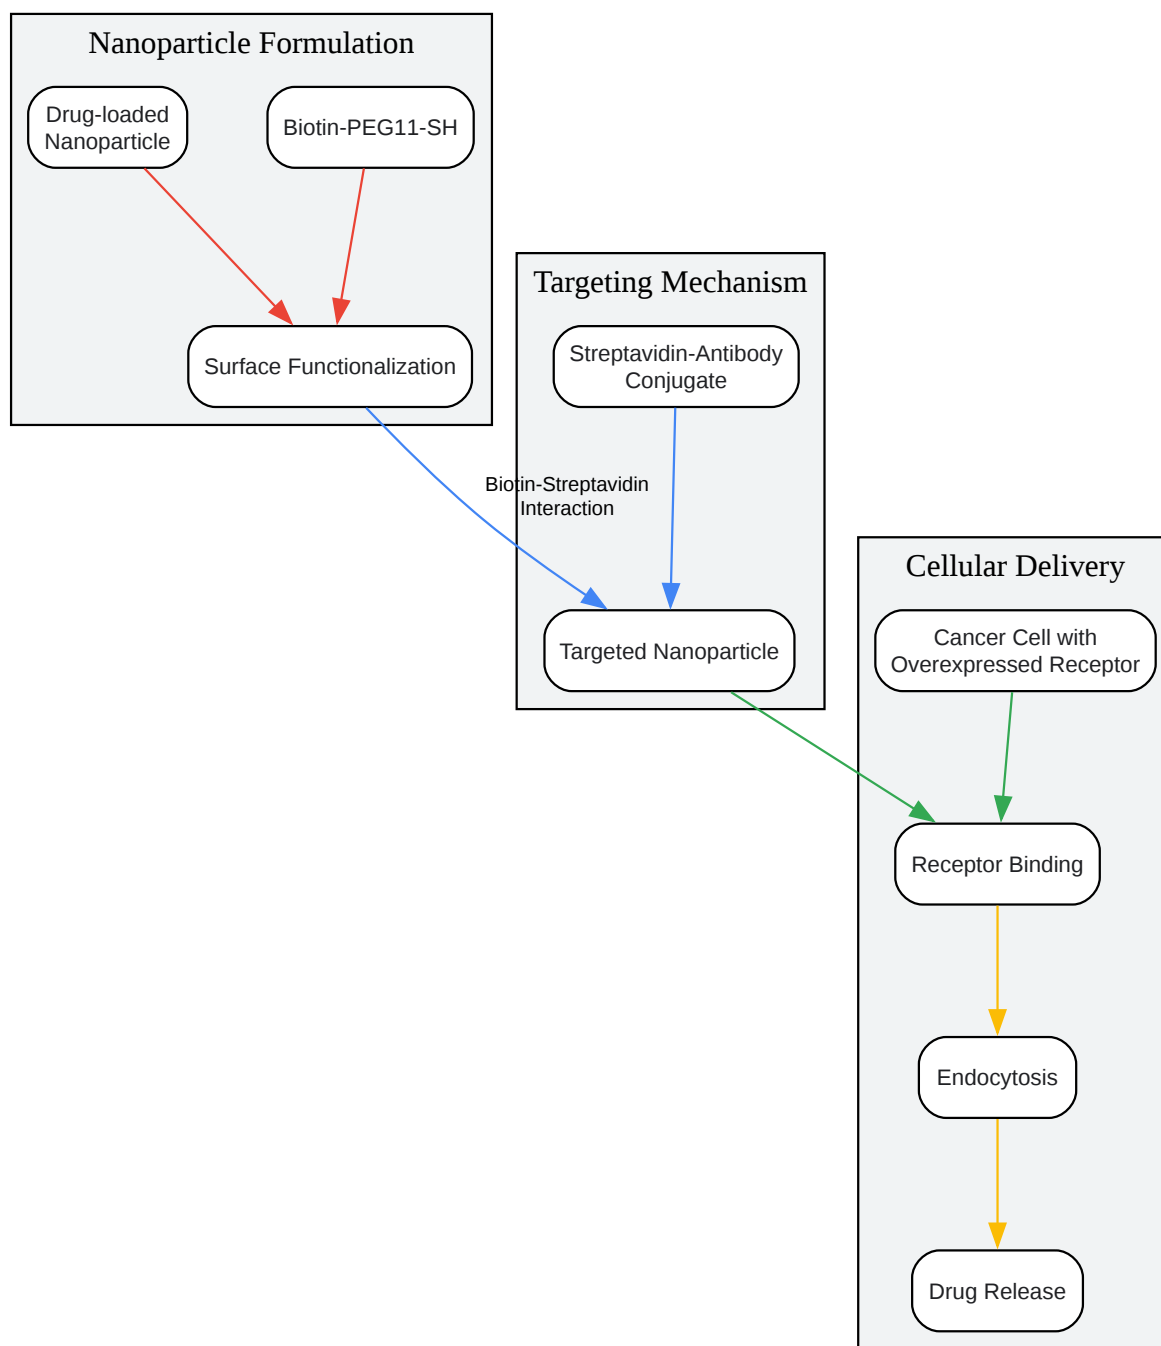 Nanoparticle Formulation
Drug-loaded
Nanoparticle
Biotin-PEG11-SH
Surface Functionalization
Targeting Mechanism
Streptavidin-Antibody
Conjugate
Biotin-Streptavidin
Interaction
Targeted Nanoparticle
Cellular Delivery
Cancer Cell with
Overexpressed Receptor
Receptor Binding
Endocytosis
Drug Release